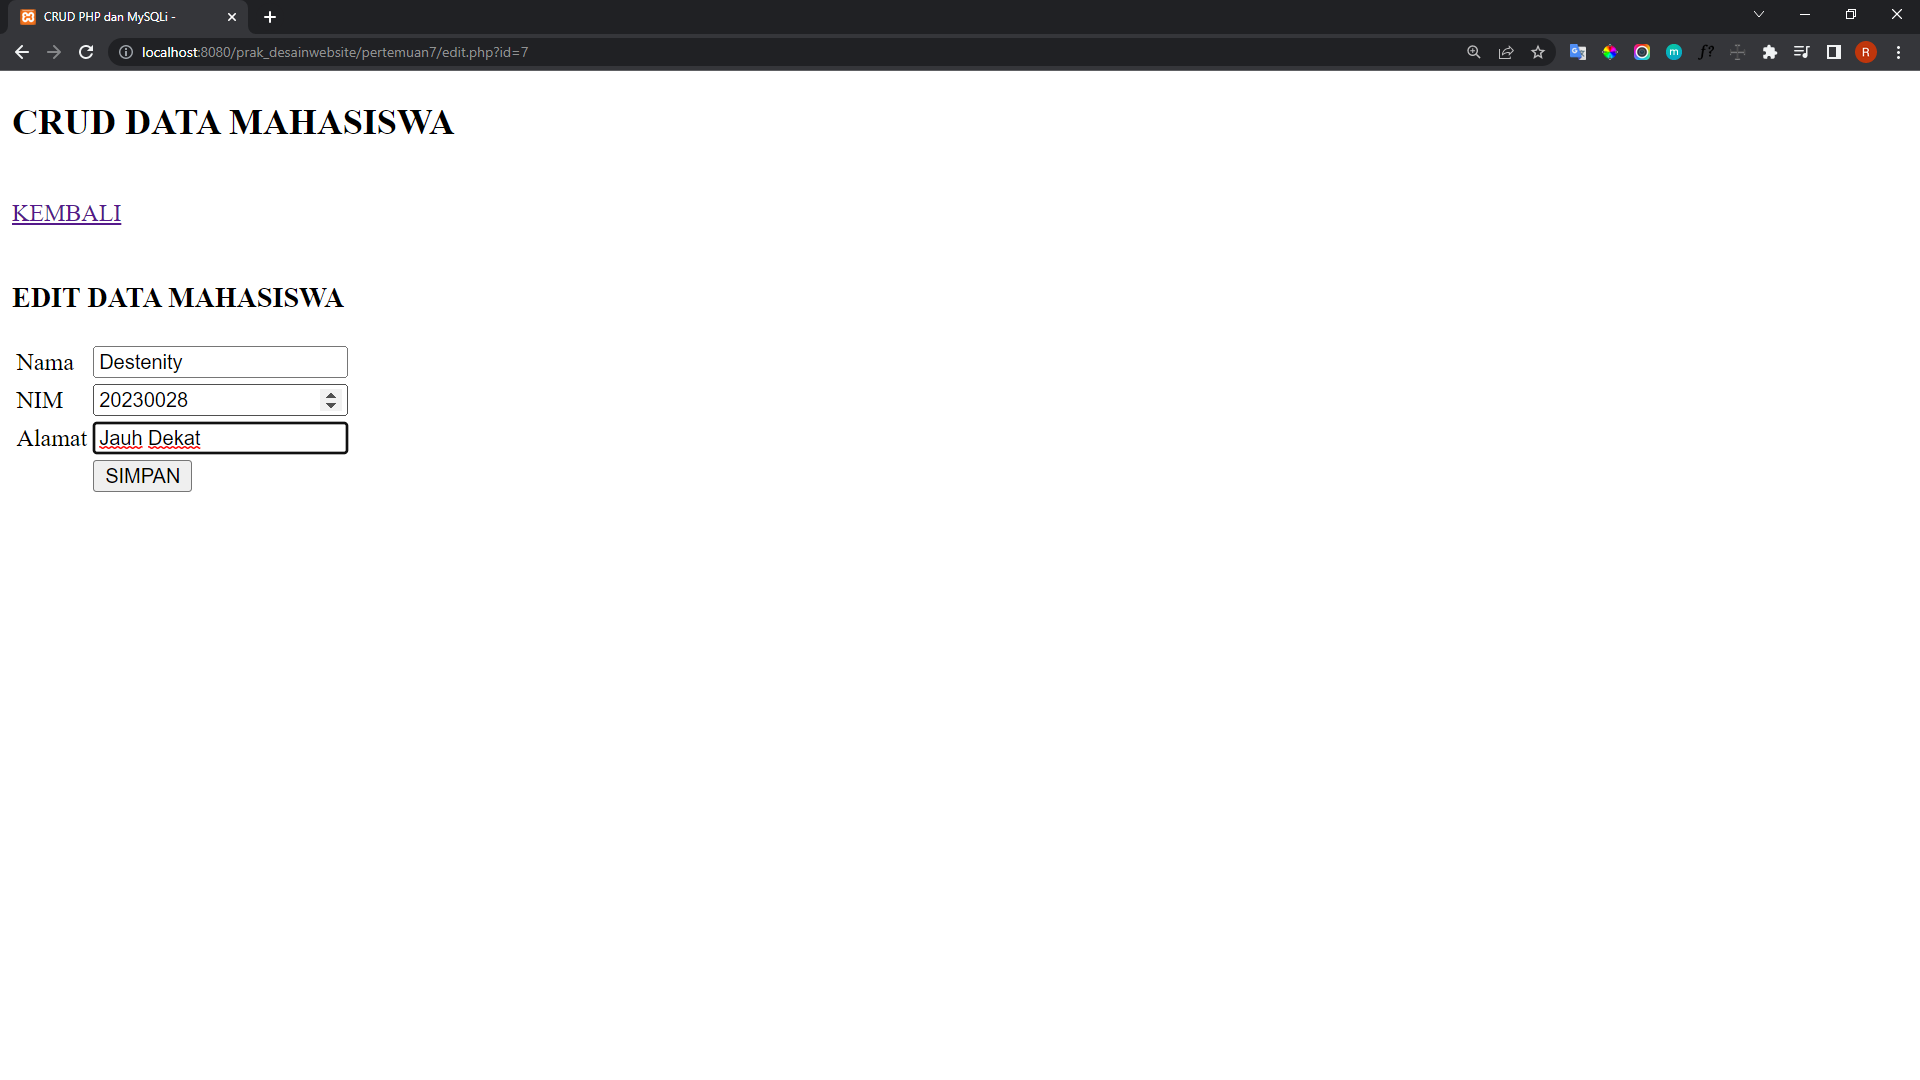 CRUD PHP dan MySQLi -
localhost:8080/prak_desainwebsite/pertemuan7/edit.php?id=7
m
f?
R
CRUD DATA MAHASISWA
KEMBALI
EDIT DATA MAHASISWA
Nama Destenity
NIM 20230028
Alamat Jauh Dekat
SIMPAN